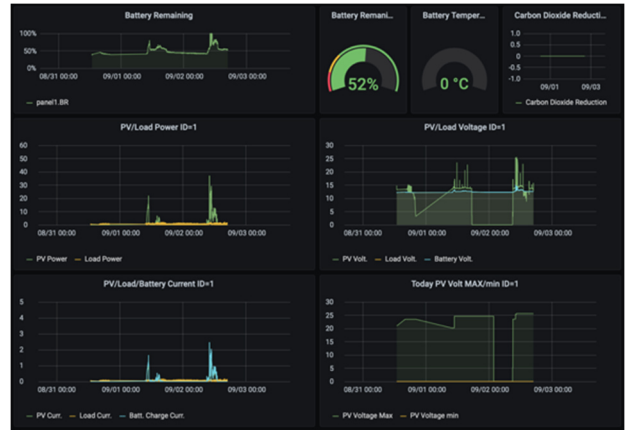 Battery Remaining
100%
50%
0%
08/31 00:00 09/01 00:00 09/02 00:00 09/03 00:00
panel1.BR
Battery Remani...
52%
Battery Temper...
0 °C
Carbon Dioxide Reducti...
1.0
0.5
0
-0.5
-1.0
09/01 09/03
Carbon Dioxide Reduction
PV/Load Power ID=1
60
50
40
30
20
10
0
08/31 00:00 09/01 00:00 09/02 00:00 09/03 00:00
PV Power Load Power
PV/Load Voltage ID=1
30
25
20
15
10
5
0
08/31 00:00 09/01 00:00 09/02 00:00 09/03 00:00
PV Volt. Load Volt. Battery Volt.
PV/Load/Battery Current ID=1
5
4
3
2
1
0
08/31 00:00 09/01 00:00 09/02 00:00 09/03 00:00
PV Curr. Load Curr. Batt. Charge Curr.
Today PV Volt MAX/min ID=1
30
25
20
15
10
5
0
08/31 00:00 09/01 00:00 09/02 00:00 09/03 00:00
PV Voltage Max PV Voltage min